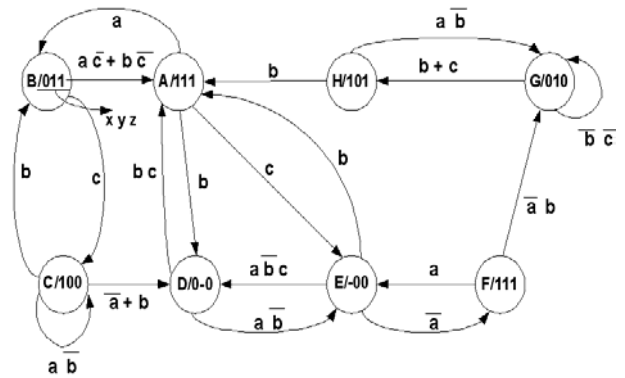 a
a b̅
B/011
a c̅ + b c̅
A/111
b
H/101
b + c
G/010
x y z
b̅ c̅
b
c
b c
b
c
b
a̅ b
C/100
a̅ + b
D/0-0
a b̅ c
E/-00
a
F/111
a b̅
a b̅
a̅